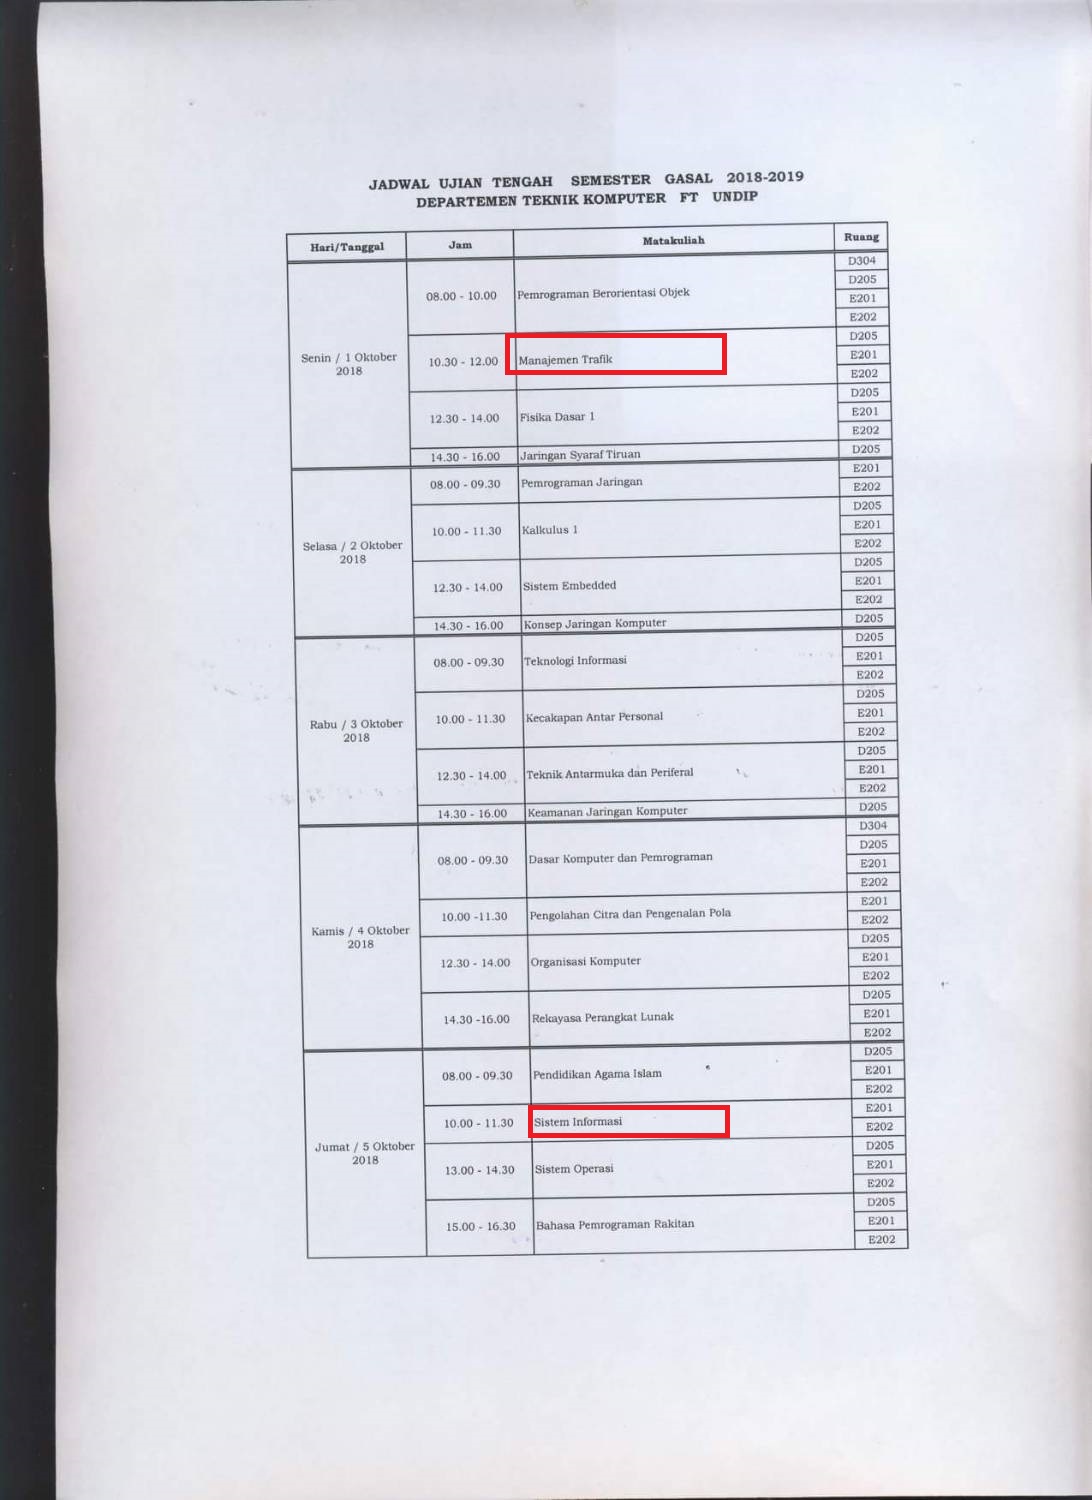 JADWAL UJIAN TENGAH SEMESTER GASAL 2018-2019
DEPARTEMEN TEKNIK KOMPUTER FT UNDIP
Hari/Tanggal Jam Matakuliah Ruang
Senin / 1 Oktober 2018
08.00 - 10.00 Pemrograman Berorientasi Objek
D304
D205
E201
E202
10.30 - 12.00 Manajemen Trafik
D205
E201
E202
12.30 - 14.00 Fisika Dasar 1
D205
E201
E202
14.30 - 16.00 Jaringan Syaraf Tiruan D205
Selasa / 2 Oktober 2018
08.00 - 09.30 Pemrograman Jaringan
E201
E202
10.00 - 11.30 Kalkulus 1
D205
E201
E202
12.30 - 14.00 Sistem Embedded
D205
E201
E202
14.30 - 16.00 Konsep Jaringan Komputer D205
Rabu / 3 Oktober 2018
08.00 - 09.30 Teknologi Informasi
D205
E201
E202
10.00 - 11.30 Kecakapan Antar Personal
D205
E201
E202
12.30 - 14.00 Teknik Antarmuka dan Periferal
D205
E201
E202
14.30 - 16.00 Keamanan Jaringan Komputer D205
Kamis / 4 Oktober 2018
08.00 - 09.30 Dasar Komputer dan Pemrograman
D304
D205
E201
E202
10.00 -11.30 Pengolahan Citra dan Pengenalan Pola
E201
E202
12.30 - 14.00 Organisasi Komputer
D205
E201
E202
14.30 -16.00 Rekayasa Perangkat Lunak
D205
E201
E202
Jumat / 5 Oktober 2018
08.00 - 09.30 Pendidikan Agama Islam
D205
E201
E202
10.00 - 11.30 Sistem Informasi
E201
E202
13.00 - 14.30 Sistem Operasi
D205
E201
E202
15.00 - 16.30 Bahasa Pemrograman Rakitan
D205
E201
E202